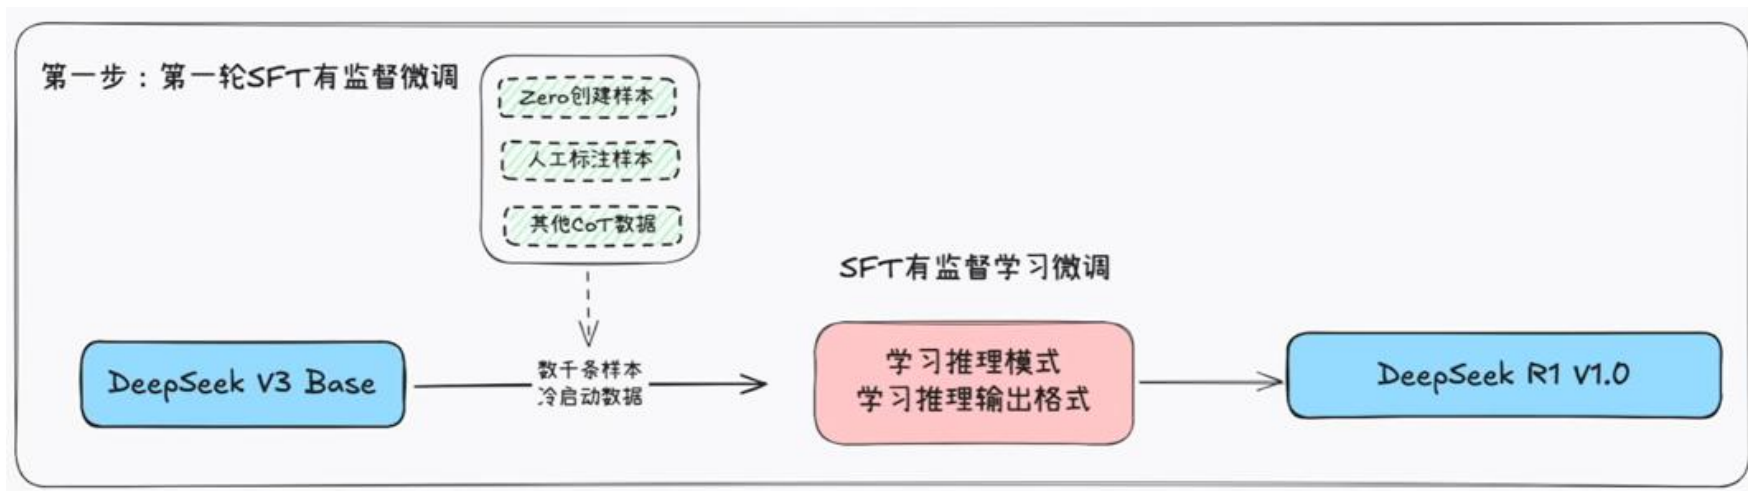 第一步：第一轮SFT有监督微调
Zero创建样本
人工标注样本
其他CoT数据
SFT有监督学习微调
DeepSeek V3 Base
数千条样本
冷启动数据
学习推理模式
学习推理输出格式
DeepSeek R1 V1.0